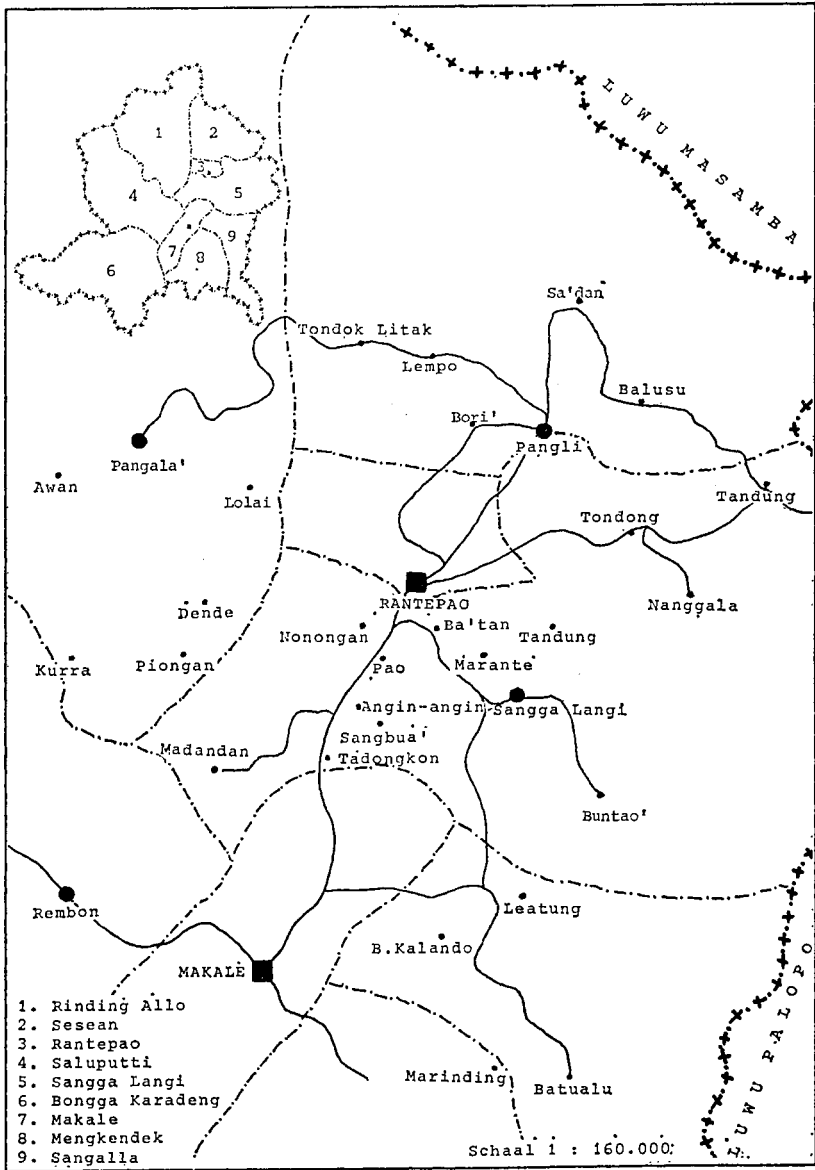 LUWU MASAMBA
1
2
3
4
5
6
7
8
9
Sa'dan
Tondok Litak
Lempo
Balusu
Bori'
Pangli
Pangala'
Awan
Lolai
Tandung
Tondong
RANTEPAO
Nanggala
Dende
Nonongan
Ba'tan
Tandung
Kurra
Piongan
Pao
Marante
Angin-angin
Sangga Langi
Sangbua'
Madandan
Tadongkon
Buntao'
Rembon
Leatung
B.Kalando
MAKALE
LUWU PALOPO
Marinding
Batualu
1. Rinding Allo
2. Sesean
3. Rantepao
4. Saluputti
5. Sangga Langi
6. Bongga Karadeng
7. Makale
8. Mengkendek
9. Sangalla
Schaal 1 : 160.000